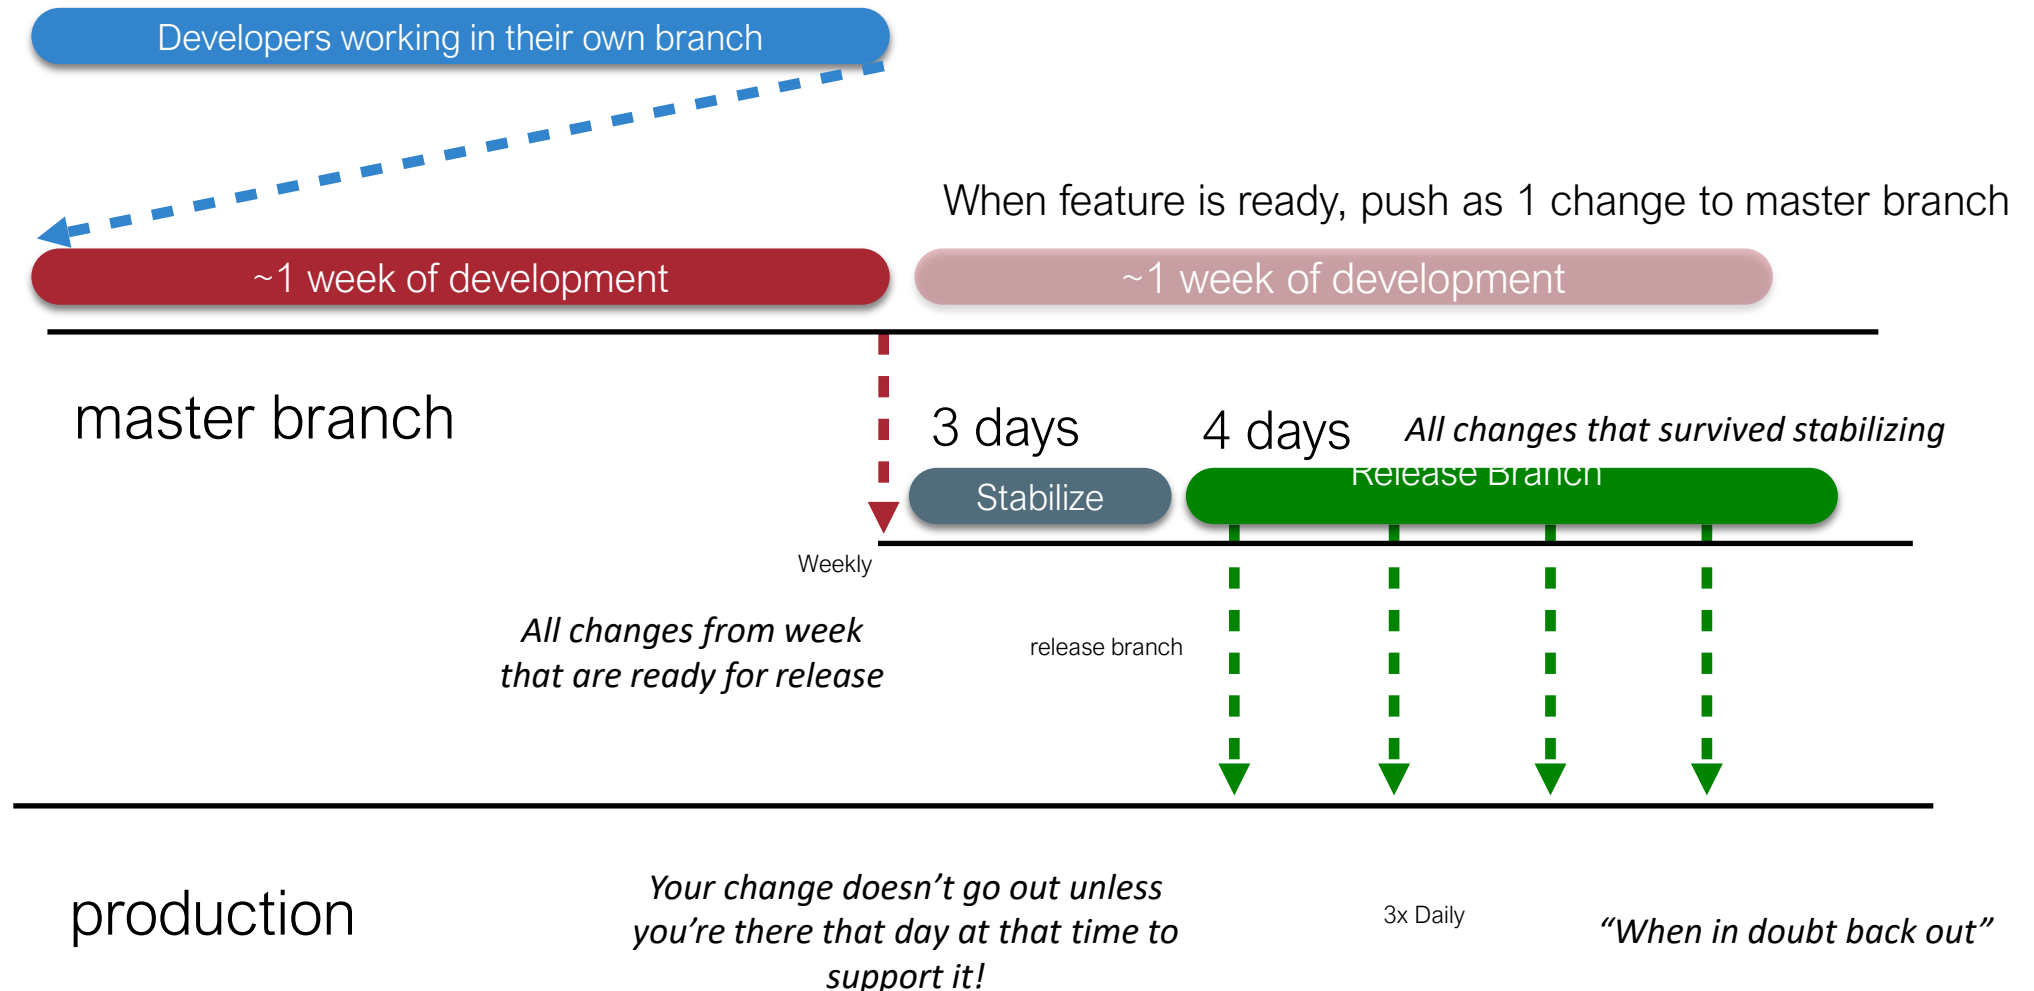 Developers working in their own branch
When feature is ready, push as 1 change to master branch
~1 week of development
~1 week of development
master branch
3 days
4 days
All changes that survived stabilizing
Stabilize
Release Branch
Weekly
All changes from week
that are ready for release
release branch
production
Your change doesn’t go out unless
you’re there that day at that time to
support it!
3x Daily
“When in doubt back out”